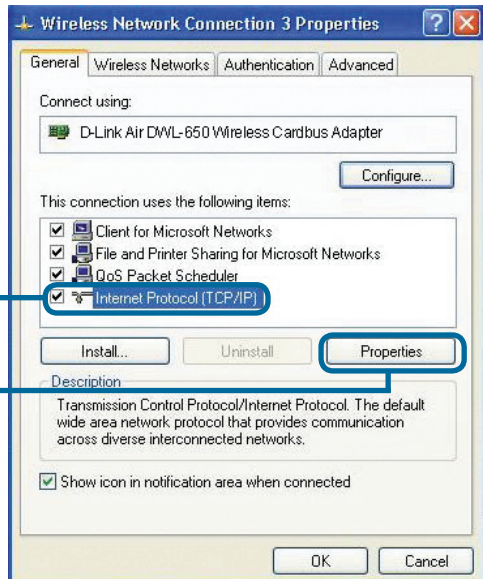 Wireless Network Connection 3 Properties
General Wireless Networks Authentication Advanced
Connect using:
D-Link Air DWL-650 Wireless Cardbus Adapter
Configure...
This connection uses the following items:
Client for Microsoft Networks
File and Printer Sharing for Microsoft Networks
QoS Packet Scheduler
Internet Protocol (TCP/IP)
Install... Uninstall Properties
Description
Transmission Control Protocol/Internet Protocol. The default
wide area network protocol that provides communication
across diverse interconnected networks.
Show icon in notification area when connected
OK Cancel